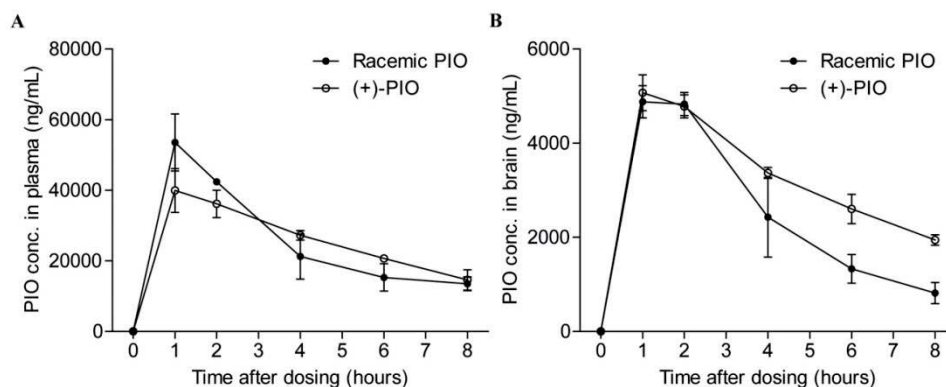 A
PIO conc. in plasma (ng/mL)
80000
60000
40000
20000
0
Racemic PIO
(+)-PIO
0 1 2 3 4 5 6 7 8
Time after dosing (hours)
B
PIO conc. in brain (ng/mL)
6000
4000
2000
0
Racemic PIO
(+)-PIO
0 1 2 3 4 5 6 7 8
Time after dosing (hours)